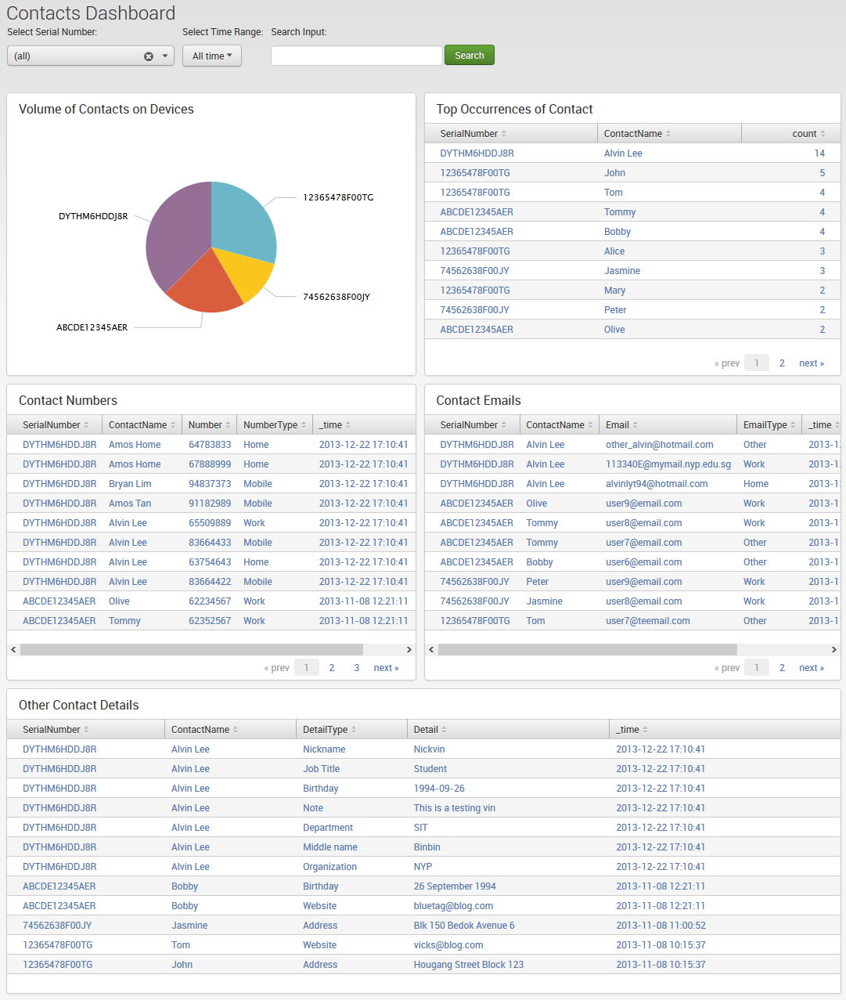 Contacts Dashboard
Select Serial Number: Select Time Range: Search Input:
(all) All time Search
Volume of Contacts on Devices
12365478F00TG
DYTHM6HDDJ8R
74562638F00JY
ABCDE12345AER
Top Occurrences of Contact
SerialNumber ContactName count
DYTHM6HDDJ8R Alvin Lee 14
12365478F00TG John 5
12365478F00TG Tom 4
ABCDE12345AER Tommy 4
ABCDE12345AER Bobby 4
12365478F00TG Alice 3
74562638F00JY Jasmine 3
12365478F00TG Mary 2
74562638F00JY Peter 2
ABCDE12345AER Olive 2
« prev 1 2 next »
Contact Numbers
SerialNumber ContactName Number NumberType _time
DYTHM6HDDJ8R Amos Home 64783833 Home 2013-12-22 17:10:41
DYTHM6HDDJ8R Amos Home 67888999 Home 2013-12-22 17:10:41
DYTHM6HDDJ8R Bryan Lim 94837373 Mobile 2013-12-22 17:10:41
DYTHM6HDDJ8R Amos Tan 91182989 Mobile 2013-12-22 17:10:41
DYTHM6HDDJ8R Alvin Lee 65509889 Work 2013-12-22 17:10:41
DYTHM6HDDJ8R Alvin Lee 83664433 Mobile 2013-12-22 17:10:41
DYTHM6HDDJ8R Alvin Lee 63754643 Home 2013-12-22 17:10:41
DYTHM6HDDJ8R Alvin Lee 83664422 Mobile 2013-12-22 17:10:41
ABCDE12345AER Olive 62234567 Work 2013-11-08 12:21:11
ABCDE12345AER Tommy 62352567 Work 2013-11-08 12:21:11
« prev 1 2 3 next »
Contact Emails
SerialNumber ContactName Email EmailType _time
DYTHM6HDDJ8R Alvin Lee other_alvin@hotmail.com Other 2013-12
DYTHM6HDDJ8R Alvin Lee 113340E@mymail.nyp.edu.sg Work 2013-12
DYTHM6HDDJ8R Alvin Lee alvinlyt94@hotmail.com Home 2013-12
ABCDE12345AER Olive user9@email.com Work 2013-11
ABCDE12345AER Tommy user8@email.com Work 2013-11
ABCDE12345AER Tommy user7@email.com Other 2013-11
ABCDE12345AER Bobby user6@email.com Other 2013-11
74562638F00JY Peter user9@email.com Work 2013-11
74562638F00JY Jasmine user8@email.com Work 2013-11
12365478F00TG Tom user7@teemail.com Other 2013-11
« prev 1 2 next »
Other Contact Details
SerialNumber ContactName DetailType Detail _time
DYTHM6HDDJ8R Alvin Lee Nickname Nickvin 2013-12-22 17:10:41
DYTHM6HDDJ8R Alvin Lee Job Title Student 2013-12-22 17:10:41
DYTHM6HDDJ8R Alvin Lee Birthday 1994-09-26 2013-12-22 17:10:41
DYTHM6HDDJ8R Alvin Lee Note This is a testing vin 2013-12-22 17:10:41
DYTHM6HDDJ8R Alvin Lee Department SIT 2013-12-22 17:10:41
DYTHM6HDDJ8R Alvin Lee Middle name Binbin 2013-12-22 17:10:41
DYTHM6HDDJ8R Alvin Lee Organization NYP 2013-12-22 17:10:41
ABCDE12345AER Bobby Birthday 26 September 1994 2013-11-08 12:21:11
ABCDE12345AER Bobby Website bluetag@blog.com 2013-11-08 12:21:11
74562638F00JY Jasmine Address Blk 150 Bedok Avenue 6 2013-11-08 11:00:52
12365478F00TG Tom Website vicks@blog.com 2013-11-08 10:15:37
12365478F00TG John Address Hougang Street Block 123 2013-11-08 10:15:37